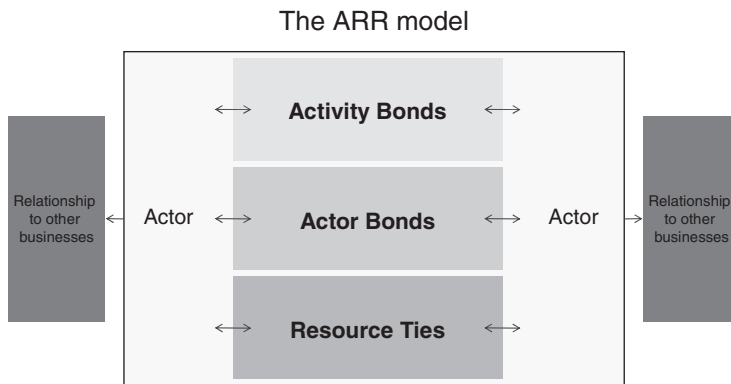 The ARR model
Activity Bonds
Relationship
to other
businesses
Actor
Actor Bonds
Actor
Relationship
to other
businesses
Resource Ties